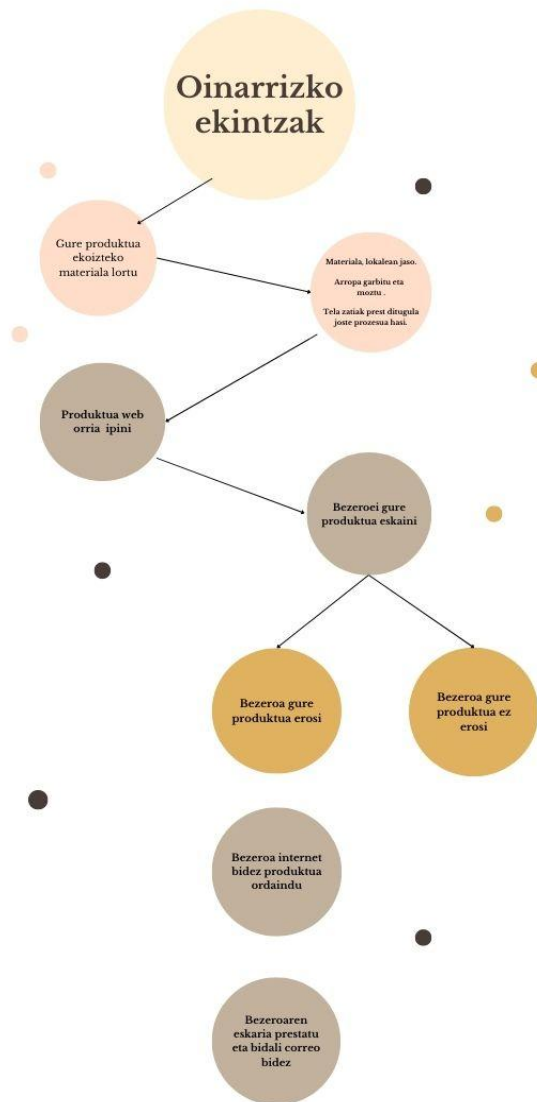 Oinarrizko
ekintzak
Gure produktua
ekoizteko
materiala lortu
Materiala, lokalean jaso.
Arropa garbitu eta
moztu .
Tela zatiak prest ditugula
joste prozesua hasi.
Produktua web
orria ipini
Bezeroei gure
produktua eskaini
Bezeroa gure
produktua erosi
Bezeroa gure
produktua ez
erosi
Bezeroa internet
bidez produktua
ordaindu
Bezeroaren
eskaria prestatu
eta bidali correo
bidez